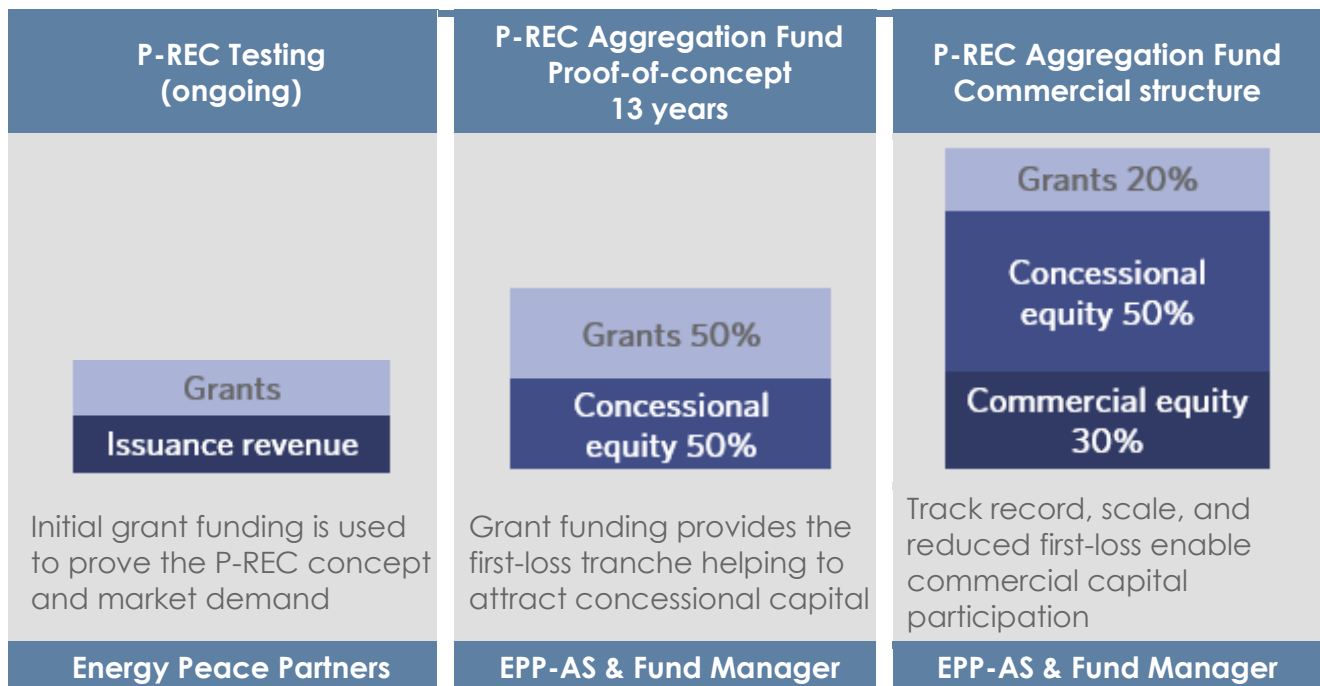 P-REC Testing
(ongoing)
Grants
Issuance revenue
Initial grant funding is used
to prove the P-REC concept
and market demand
Energy Peace Partners
P-REC Aggregation Fund
Proof-of-concept
13 years
Grants 50%
Concessional
equity 50%
Grant funding provides the
first-loss tranche helping to
attract concessional capital
EPP-AS & Fund Manager
P-REC Aggregation Fund
Commercial structure
Grants 20%
Concessional
equity 50%
Commercial equity
30%
Track record, scale, and
reduced first-loss enable
commercial capital
participation
EPP-AS & Fund Manager